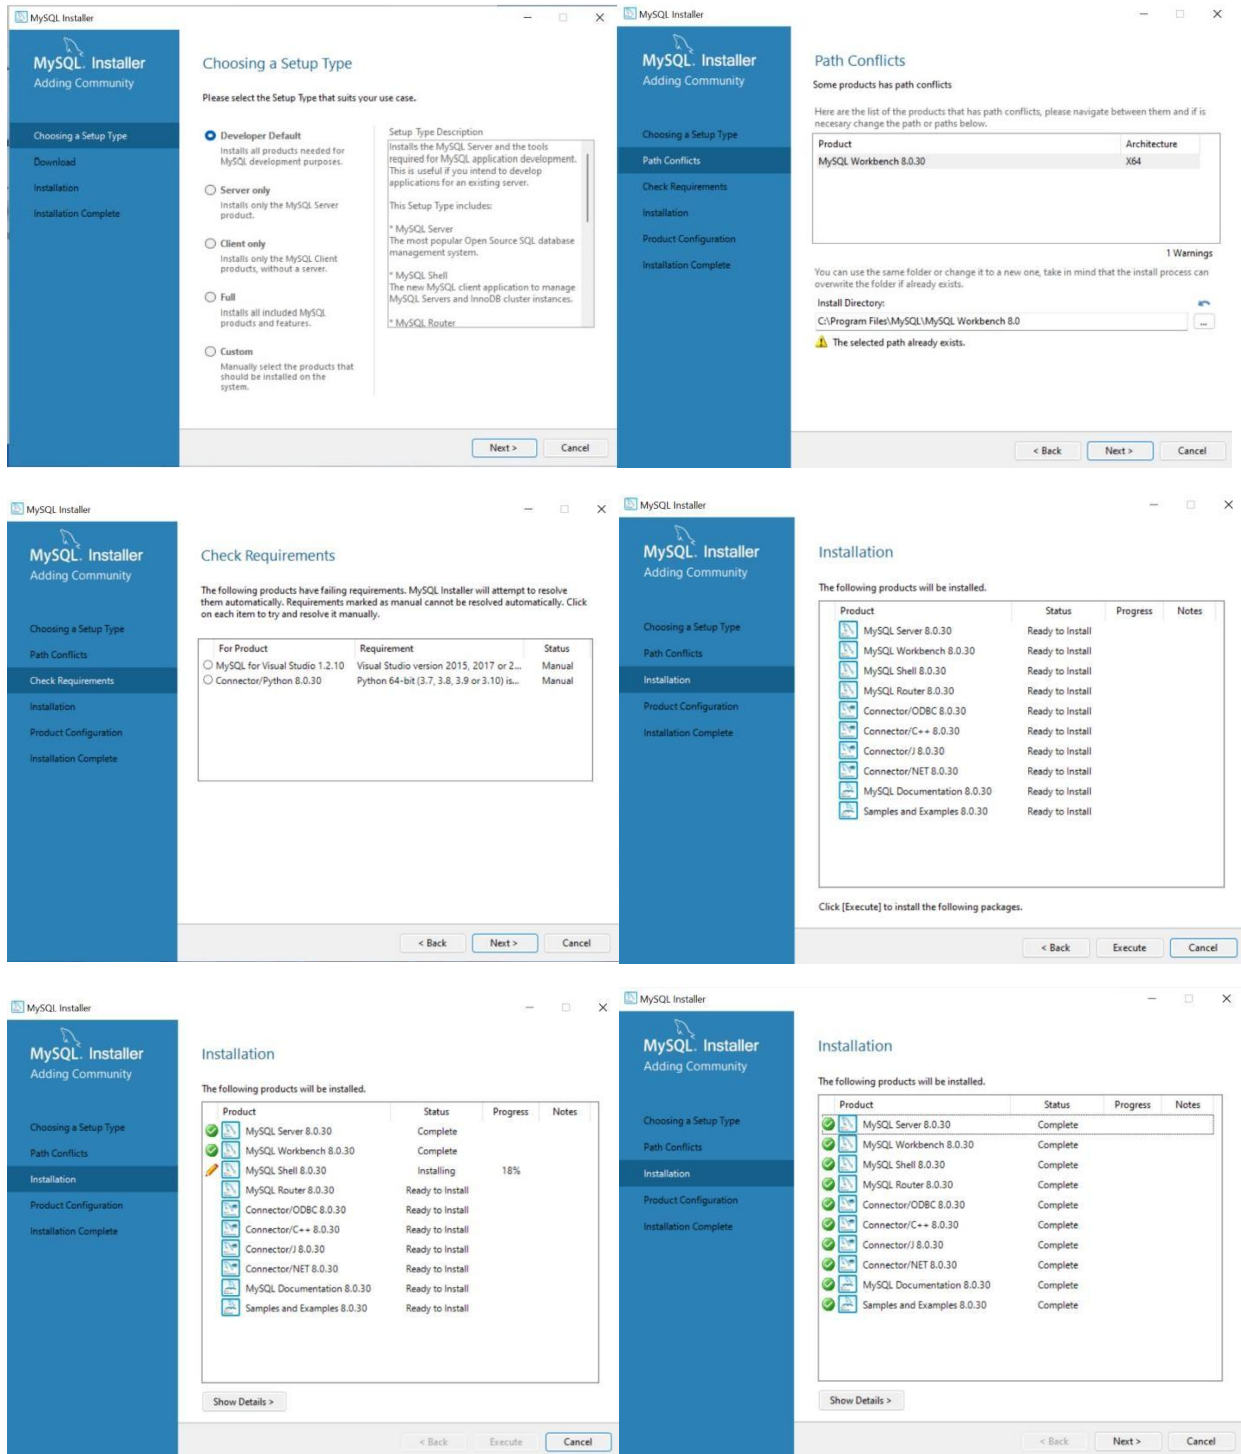 MySQL Installer
MySQL. Installer
Adding Community
Choosing a Setup Type
Download
Installation
Installation Complete
Choosing a Setup Type
Please select the Setup Type that suits your use case.
Developer Default
Installs all products needed for
MySQL development purposes.
Server only
Installs only the MySQL Server
product.
Client only
Installs only the MySQL Client
products, without a server.
Full
Installs all included MySQL
products and features.
Custom
Manually select the products that
should be installed on the
system.
Setup Type Description
Installs the MySQL Server and the tools
required for MySQL application development.
This is useful if you intend to develop
applications for an existing server.
This Setup Type includes:
* MySQL Server
The most popular Open Source SQL database
management system.
* MySQL Shell
The new MySQL client application to manage
MySQL Servers and InnoDB cluster instances.
* MySQL Router
Next >
Cancel
MySQL Installer
MySQL. Installer
Adding Community
Choosing a Setup Type
Path Conflicts
Check Requirements
Installation
Product Configuration
Installation Complete
Path Conflicts
Some products has path conflicts
Here are the list of the products that has path conflicts, please navigate between them and if is
necesary change the path or paths below.
Product Architecture
MySQL Workbench 8.0.30 X64
1 Warnings
You can use the same folder or change it to a new one, take in mind that the install process can
overwrite the folder if already exists.
Install Directory:
C:\Program Files\MySQL\MySQL Workbench 8.0
...
The selected path already exists.
< Back
Next >
Cancel
MySQL Installer
MySQL. Installer
Adding Community
Choosing a Setup Type
Path Conflicts
Check Requirements
Installation
Product Configuration
Installation Complete
Check Requirements
The following products have failing requirements. MySQL Installer will attempt to resolve
them automatically. Requirements marked as manual cannot be resolved automatically. Click
on each item to try and resolve it manually.
For Product Requirement Status
MySQL for Visual Studio 1.2.10 Visual Studio version 2015, 2017 or 2... Manual
Connector/Python 8.0.30 Python 64-bit (3.7, 3.8, 3.9 or 3.10) is... Manual
< Back
Next >
Cancel
MySQL Installer
MySQL. Installer
Adding Community
Choosing a Setup Type
Path Conflicts
Installation
Product Configuration
Installation Complete
Installation
The following products will be installed.
Product Status Progress Notes
MySQL Server 8.0.30 Ready to Install
MySQL Workbench 8.0.30 Ready to Install
MySQL Shell 8.0.30 Ready to Install
MySQL Router 8.0.30 Ready to Install
Connector/ODBC 8.0.30 Ready to Install
Connector/C++ 8.0.30 Ready to Install
Connector/J 8.0.30 Ready to Install
Connector/NET 8.0.30 Ready to Install
MySQL Documentation 8.0.30 Ready to Install
Samples and Examples 8.0.30 Ready to Install
Click [Execute] to install the following packages.
< Back
Execute
Cancel
MySQL Installer
MySQL. Installer
Adding Community
Choosing a Setup Type
Path Conflicts
Installation
Product Configuration
Installation Complete
Installation
The following products will be installed.
Product Status Progress Notes
MySQL Server 8.0.30 Complete
MySQL Workbench 8.0.30 Complete
MySQL Shell 8.0.30 Installing 18%
MySQL Router 8.0.30 Ready to Install
Connector/ODBC 8.0.30 Ready to Install
Connector/C++ 8.0.30 Ready to Install
Connector/J 8.0.30 Ready to Install
Connector/NET 8.0.30 Ready to Install
MySQL Documentation 8.0.30 Ready to Install
Samples and Examples 8.0.30 Ready to Install
Show Details >
< Back
Execute
Cancel
MySQL Installer
MySQL. Installer
Adding Community
Choosing a Setup Type
Path Conflicts
Installation
Product Configuration
Installation Complete
Installation
The following products will be installed.
Product Status Progress Notes
MySQL Server 8.0.30 Complete
MySQL Workbench 8.0.30 Complete
MySQL Shell 8.0.30 Complete
MySQL Router 8.0.30 Complete
Connector/ODBC 8.0.30 Complete
Connector/C++ 8.0.30 Complete
Connector/J 8.0.30 Complete
Connector/NET 8.0.30 Complete
MySQL Documentation 8.0.30 Complete
Samples and Examples 8.0.30 Complete
Show Details >
< Back
Next >
Cancel